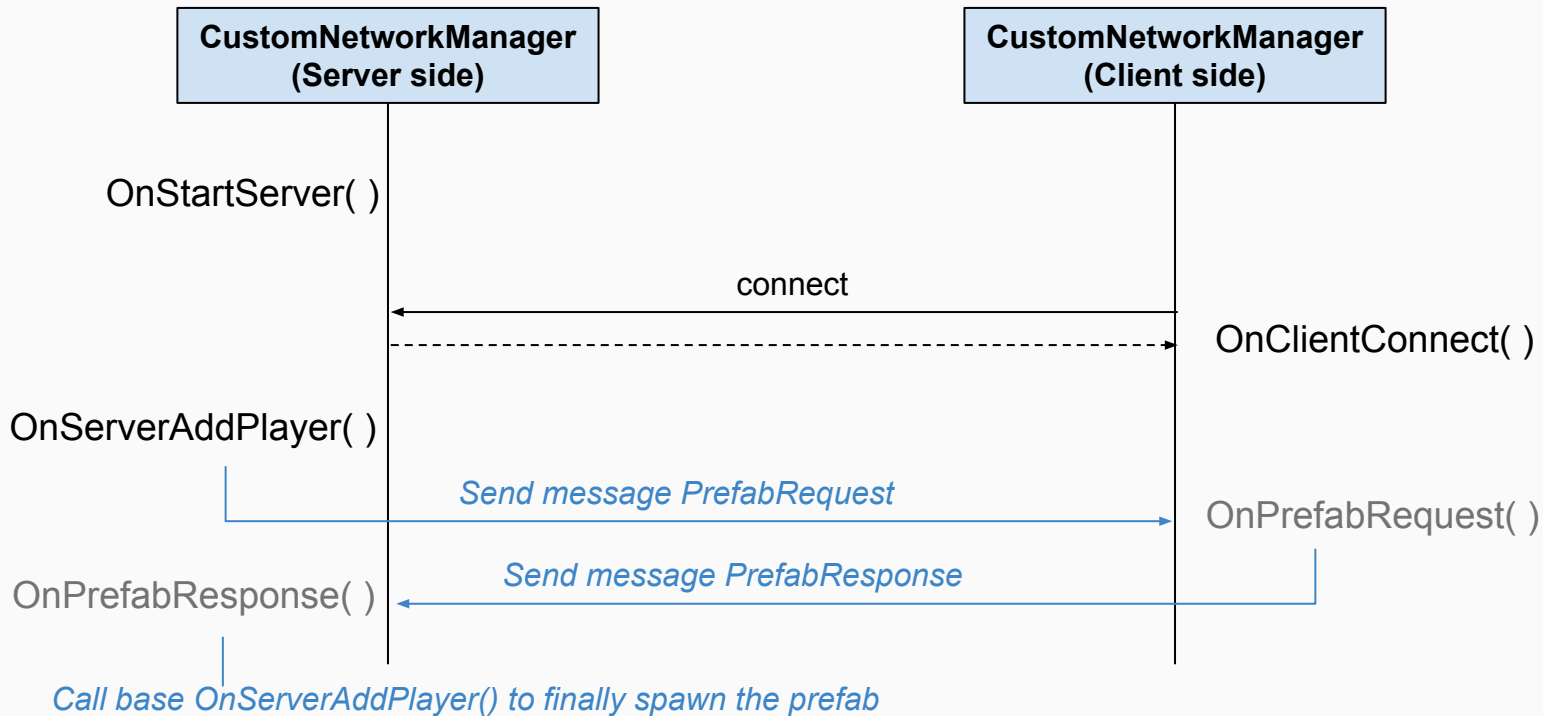 CustomNetworkManager
(Server side)
CustomNetworkManager
(Client side)
OnStartServer( )
connect
OnClientConnect( )
OnServerAddPlayer( )
Send message PrefabRequest
OnPrefabRequest( )
Send message PrefabResponse
OnPrefabResponse( )
Call base OnServerAddPlayer() to finally spawn the prefab